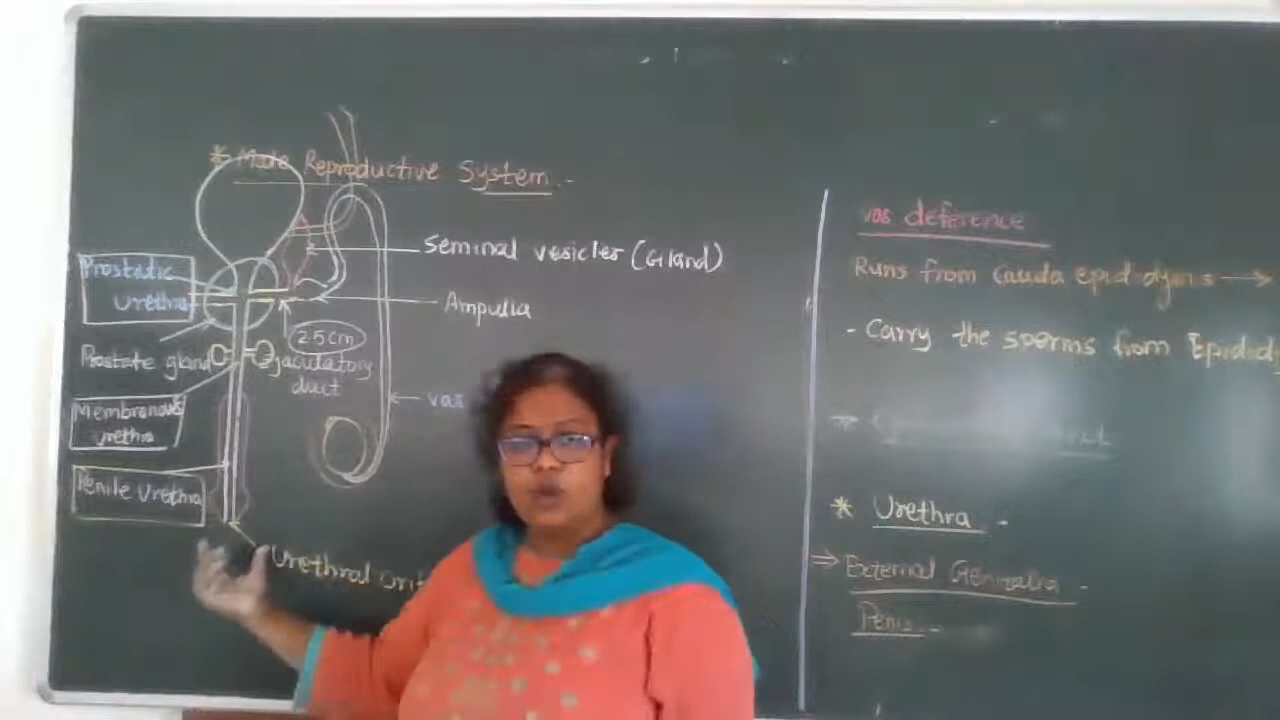 * Male Reproductive System -
Seminal vesicles (Gland)
Prostatic
Urethra
Ampulla
2.5cm
Prostate gland
Ejaculatory
duct
Membranous
Urethra
vas
Penile Urethra
Urethral
vas deference
Runs from Cauda epididymis →
- Carry the sperms from
* Urethra -
⇒ External Genitalia -
Penis -